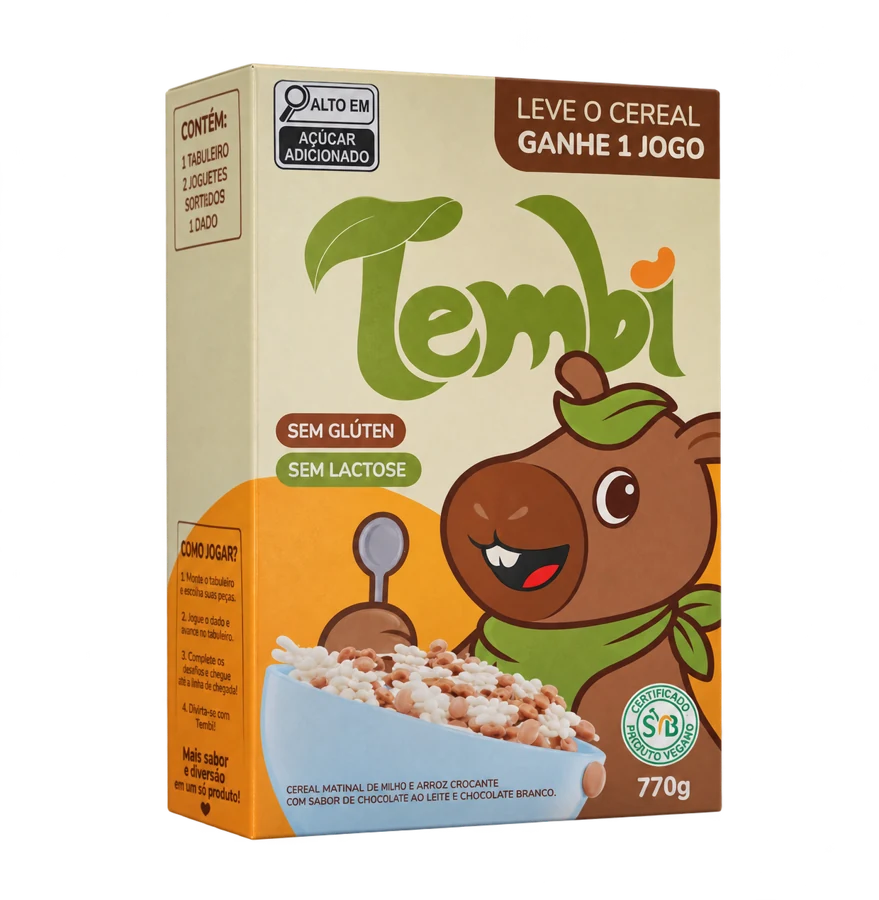 ALTO EM
AÇÚCAR
ADICIONADO
LEVE O CEREAL
GANHE 1 JOGO
Tembi
SEM GLÚTEN
SEM LACTOSE
CEREAL MATINAL DE MILHO E ARROZ CROCANTE
COM SABOR DE CHOCOLATE AO LEITE E CHOCOLATE BRANCO.
CERTIFICADO
SVB
PRODUTO VEGANO
770g
CONTÉM:
1 TABULEIRO
2 JOGUETES
SORTIDOS
1 DADO
COMO JOGAR?
1. Monte o tabuleiro
e escolha suas peças.
2. Jogue o dado e
avance no tabuleiro.
3. Complete os
desafios e chegue
até a linha de chegada!
4. Divirta-se com
Tembi!
Mais sabor
e diversão
em um só produto!